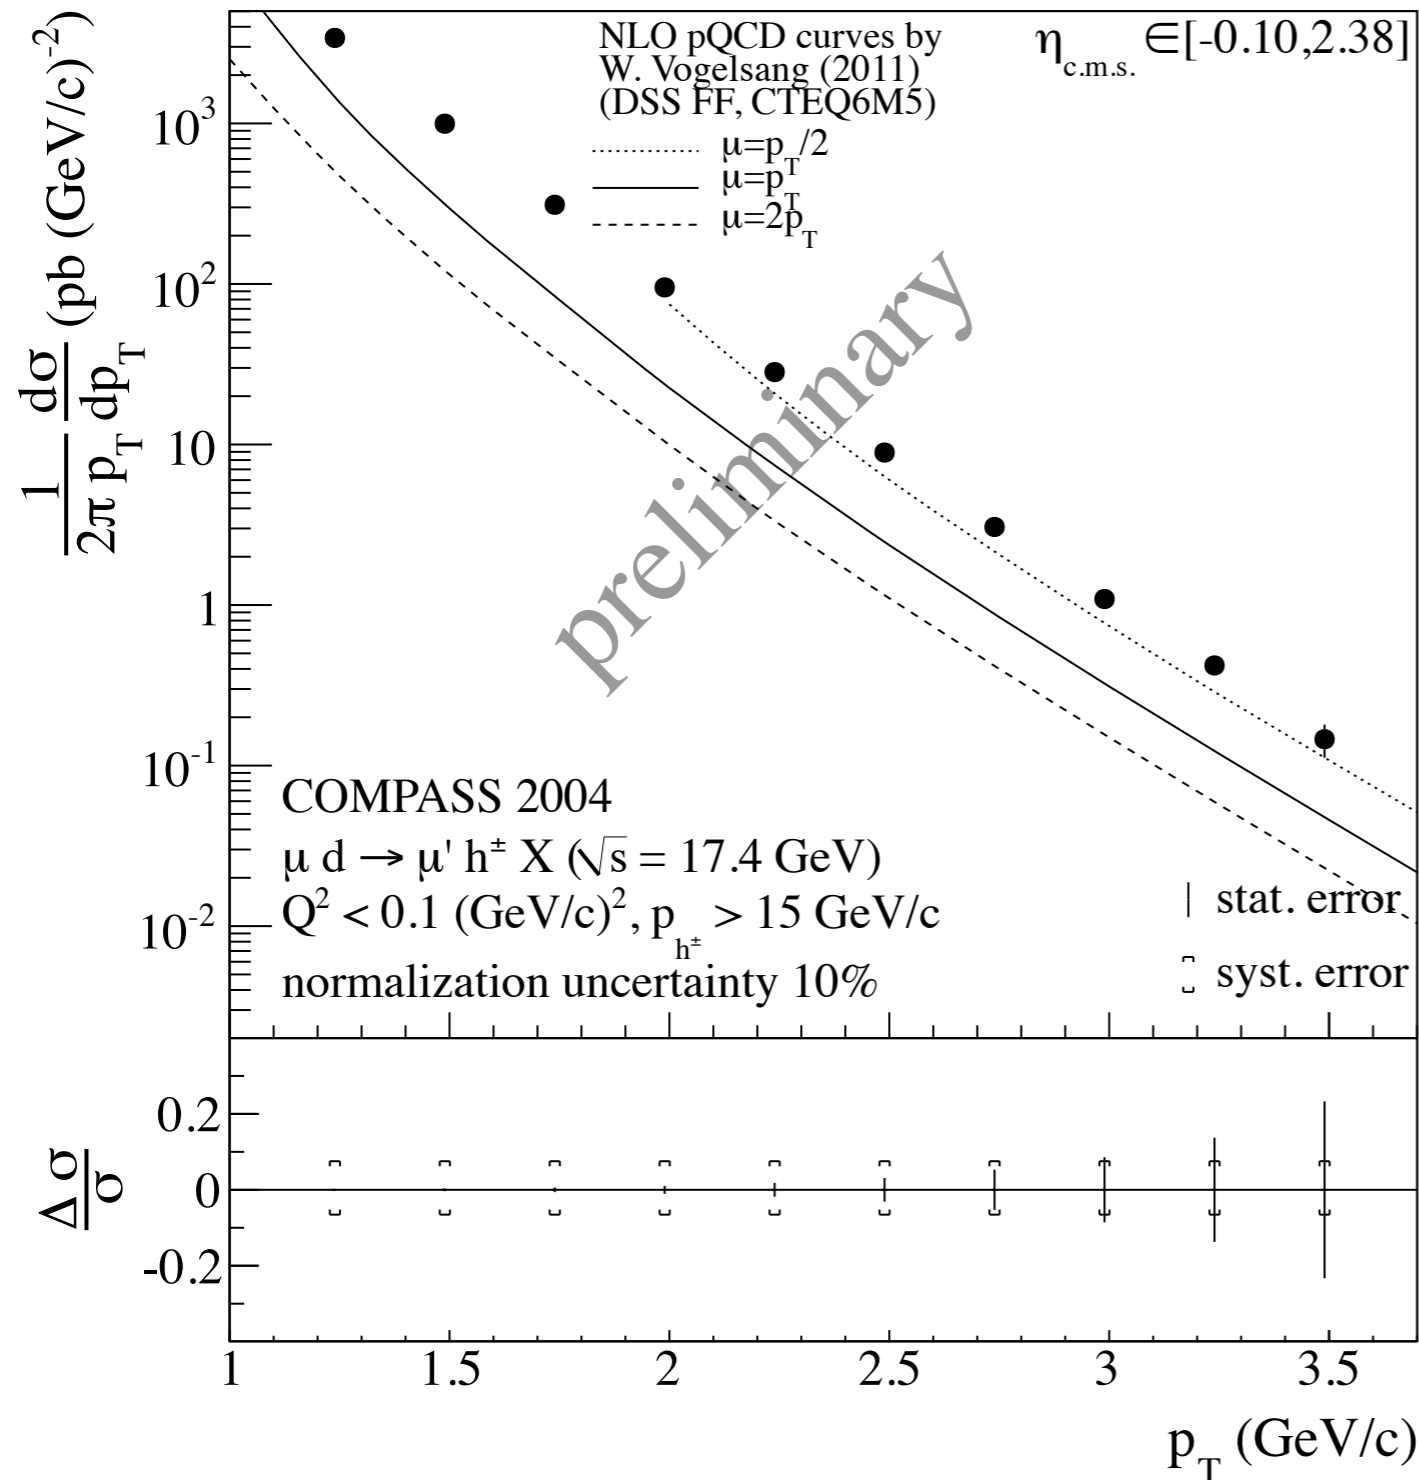 NLO pQCD curves by
W. Vogelsang (2011)
(DSS FF, CTEQ6M5)
η_c.m.s. ∈[-0.10,2.38]
μ=p_T/2
μ=p_T
μ=2p_T
1/(2π p_T) dσ/dp_T (pb (GeV/c)^-2)
10^3
10^2
10
1
10^-1
10^-2
preliminary
COMPASS 2004
μ d → μ' h^± X (√s = 17.4 GeV)
Q^2 < 0.1 (GeV/c)^2, p_h^± > 15 GeV/c
normalization uncertainty 10%
stat. error
syst. error
Δσ/σ
0.2
0
-0.2
1 1.5 2 2.5 3 3.5
p_T (GeV/c)